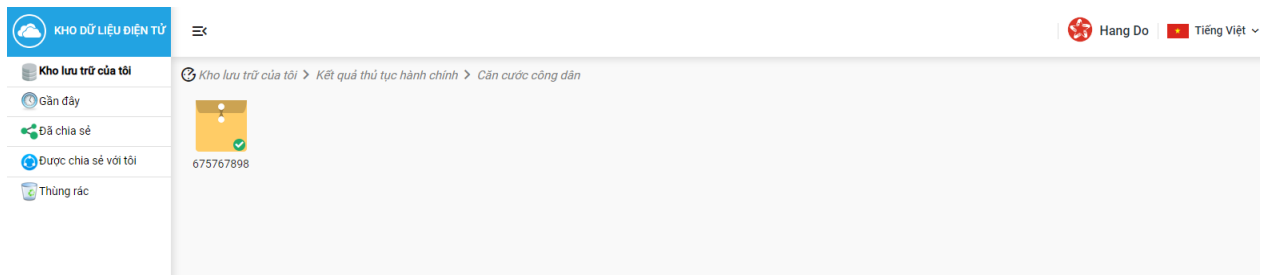 KHO DỮ LIỆU ĐIỆN TỬ
Hang Do
Tiếng Việt
Kho lưu trữ của tôi
Gần đây
Đã chia sẻ
Được chia sẻ với tôi
Thùng rác
Kho lưu trữ của tôi > Kết quả thủ tục hành chính > Căn cước công dân
675767898